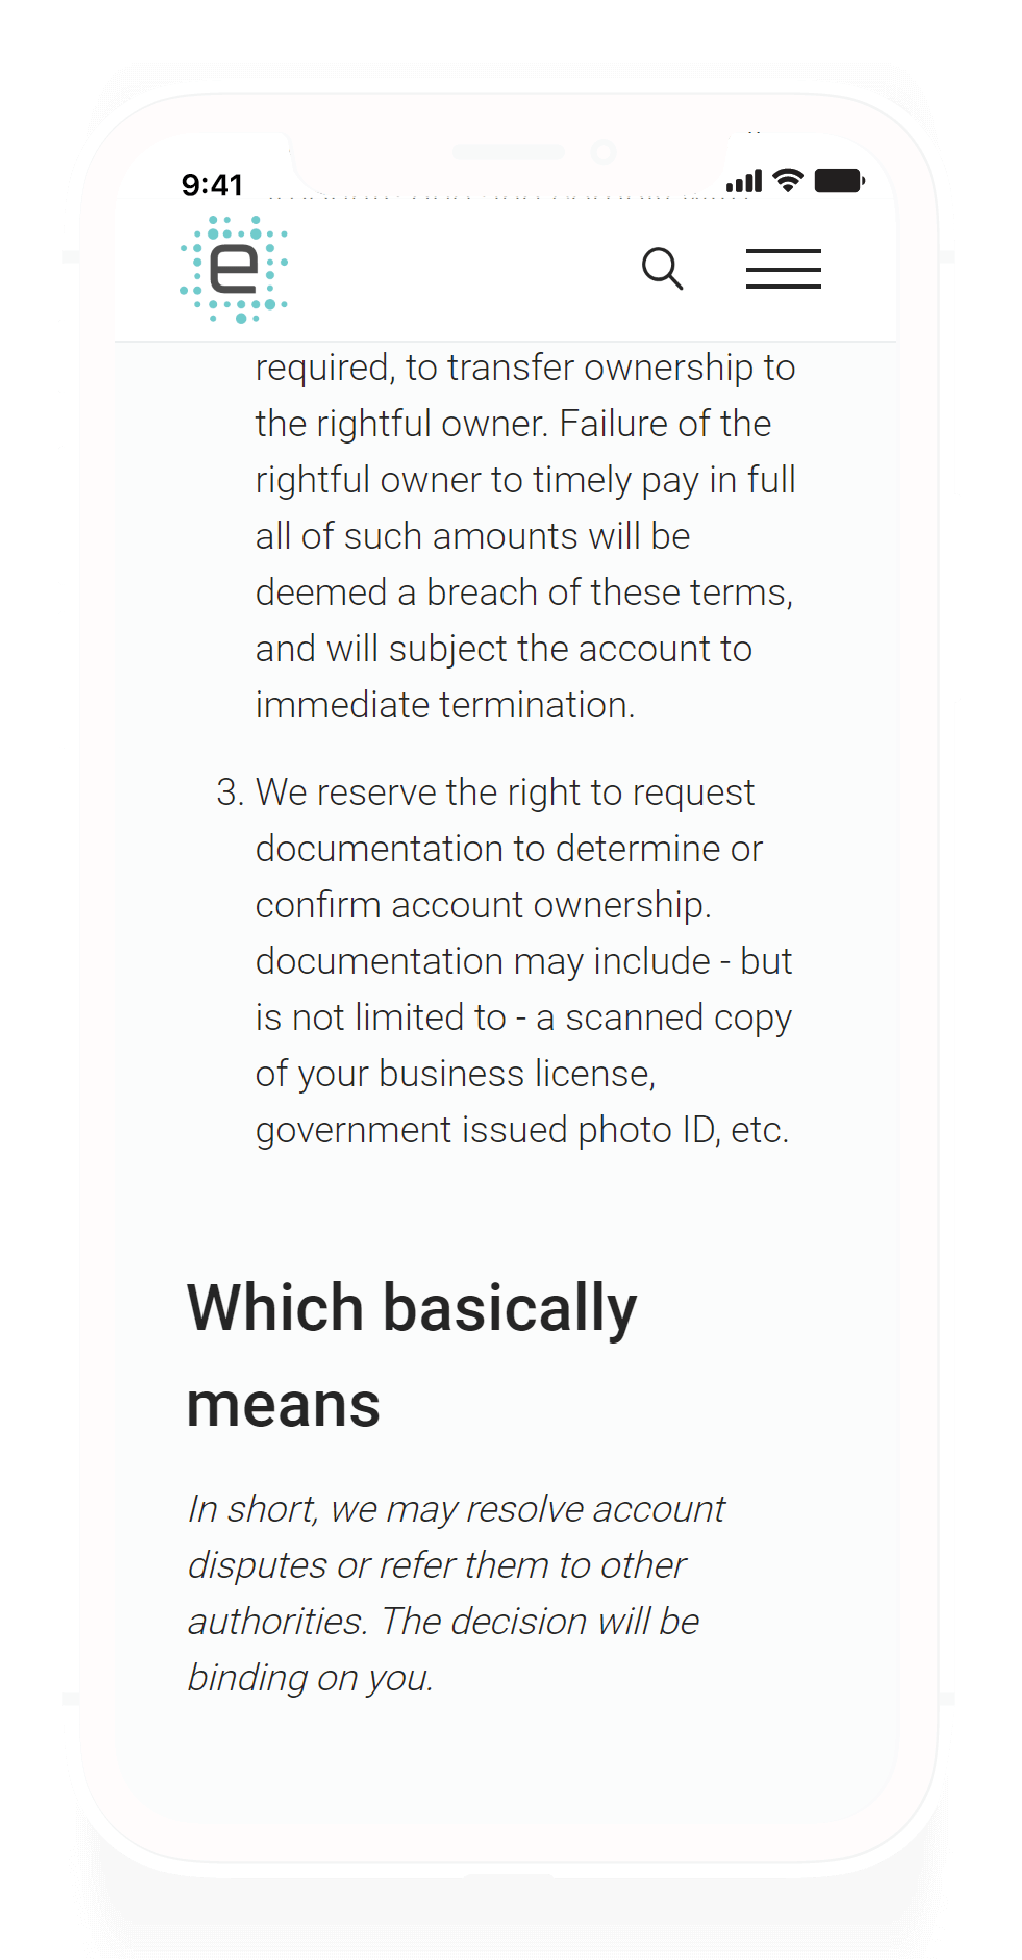 9:41
e
required, to transfer ownership to
the rightful owner. Failure of the
rightful owner to timely pay in full
all of such amounts will be
deemed a breach of these terms,
and will subject the account to
immediate termination.
3. We reserve the right to request
documentation to determine or
confirm account ownership.
documentation may include - but
is not limited to - a scanned copy
of your business license,
government issued photo ID, etc.
Which basically
means
In short, we may resolve account
disputes or refer them to other
authorities. The decision will be
binding on you.